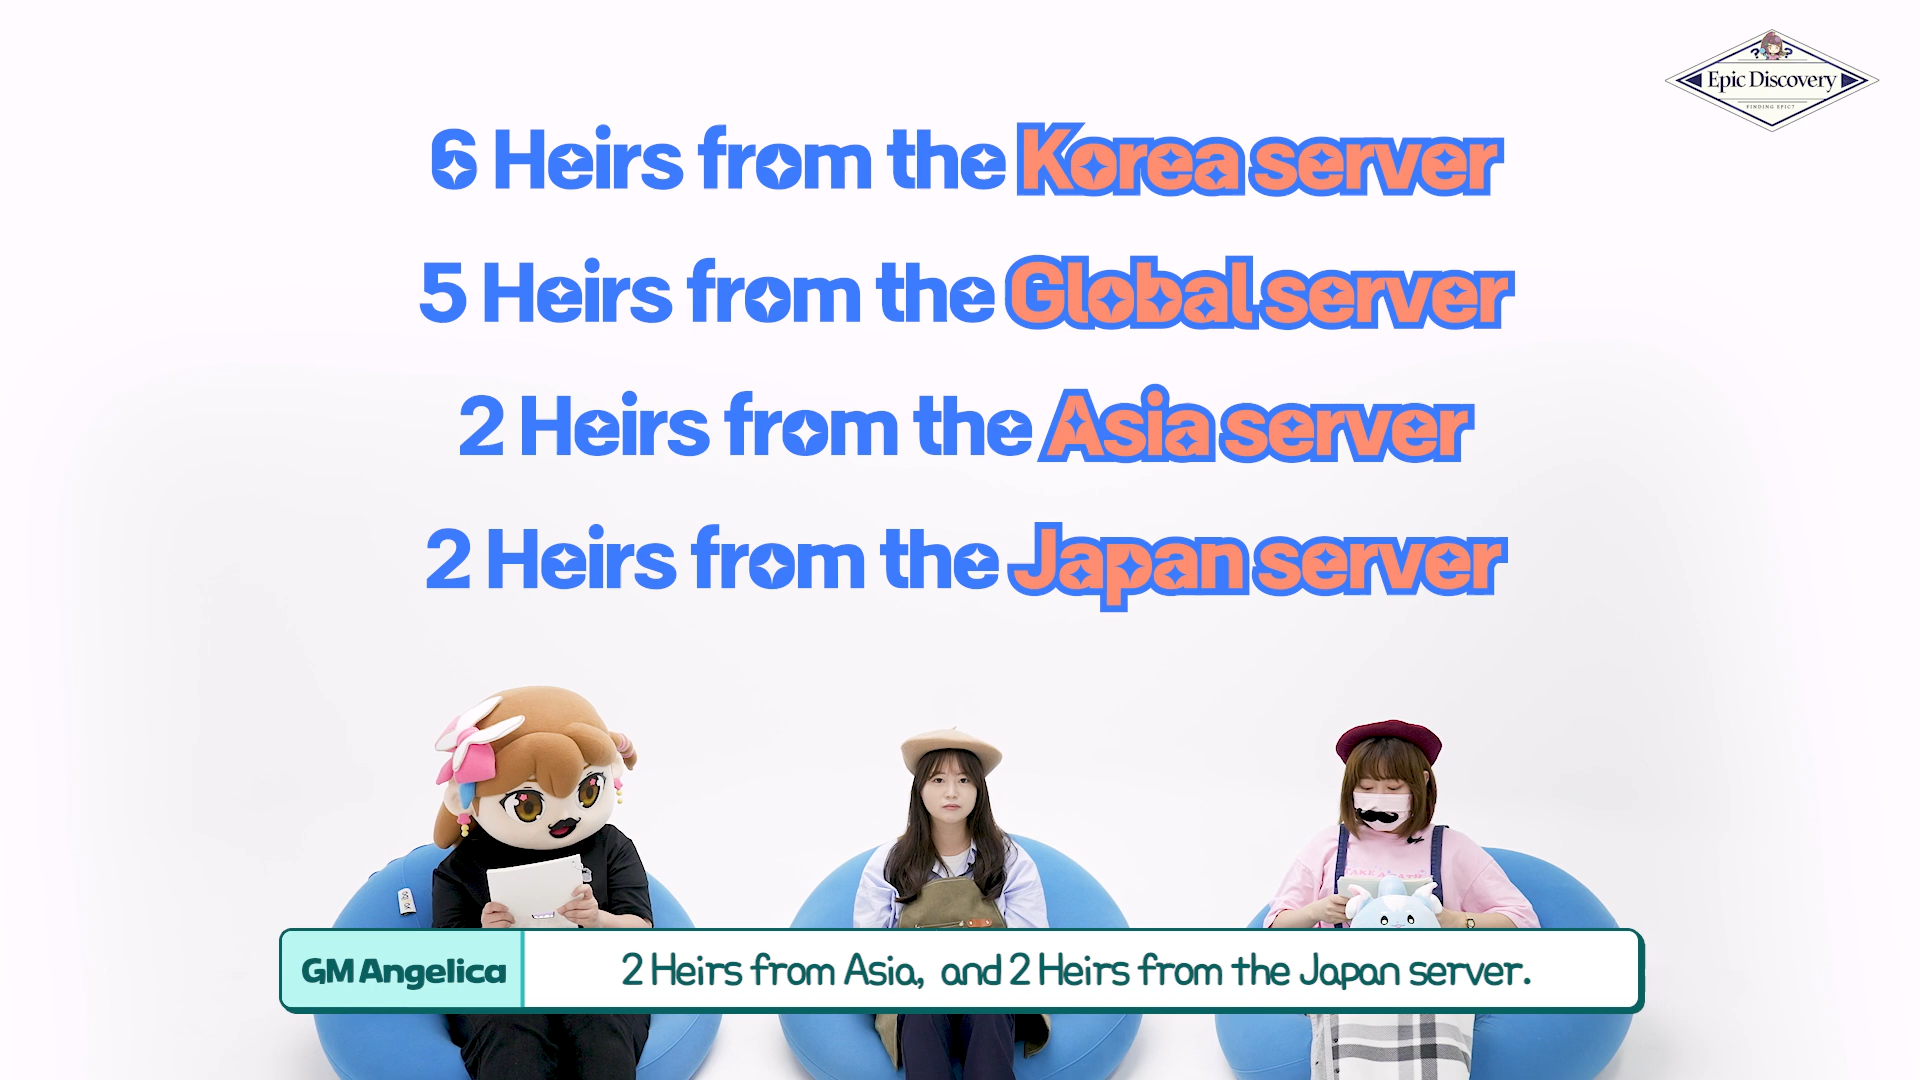 Epic Discovery
FINDING EPIC7
6 Heirs from the Korea server
5 Heirs from the Global server
2 Heirs from the Asia server
2 Heirs from the Japan server
GM Angelica
2 Heirs from Asia, and 2 Heirs from the Japan server.